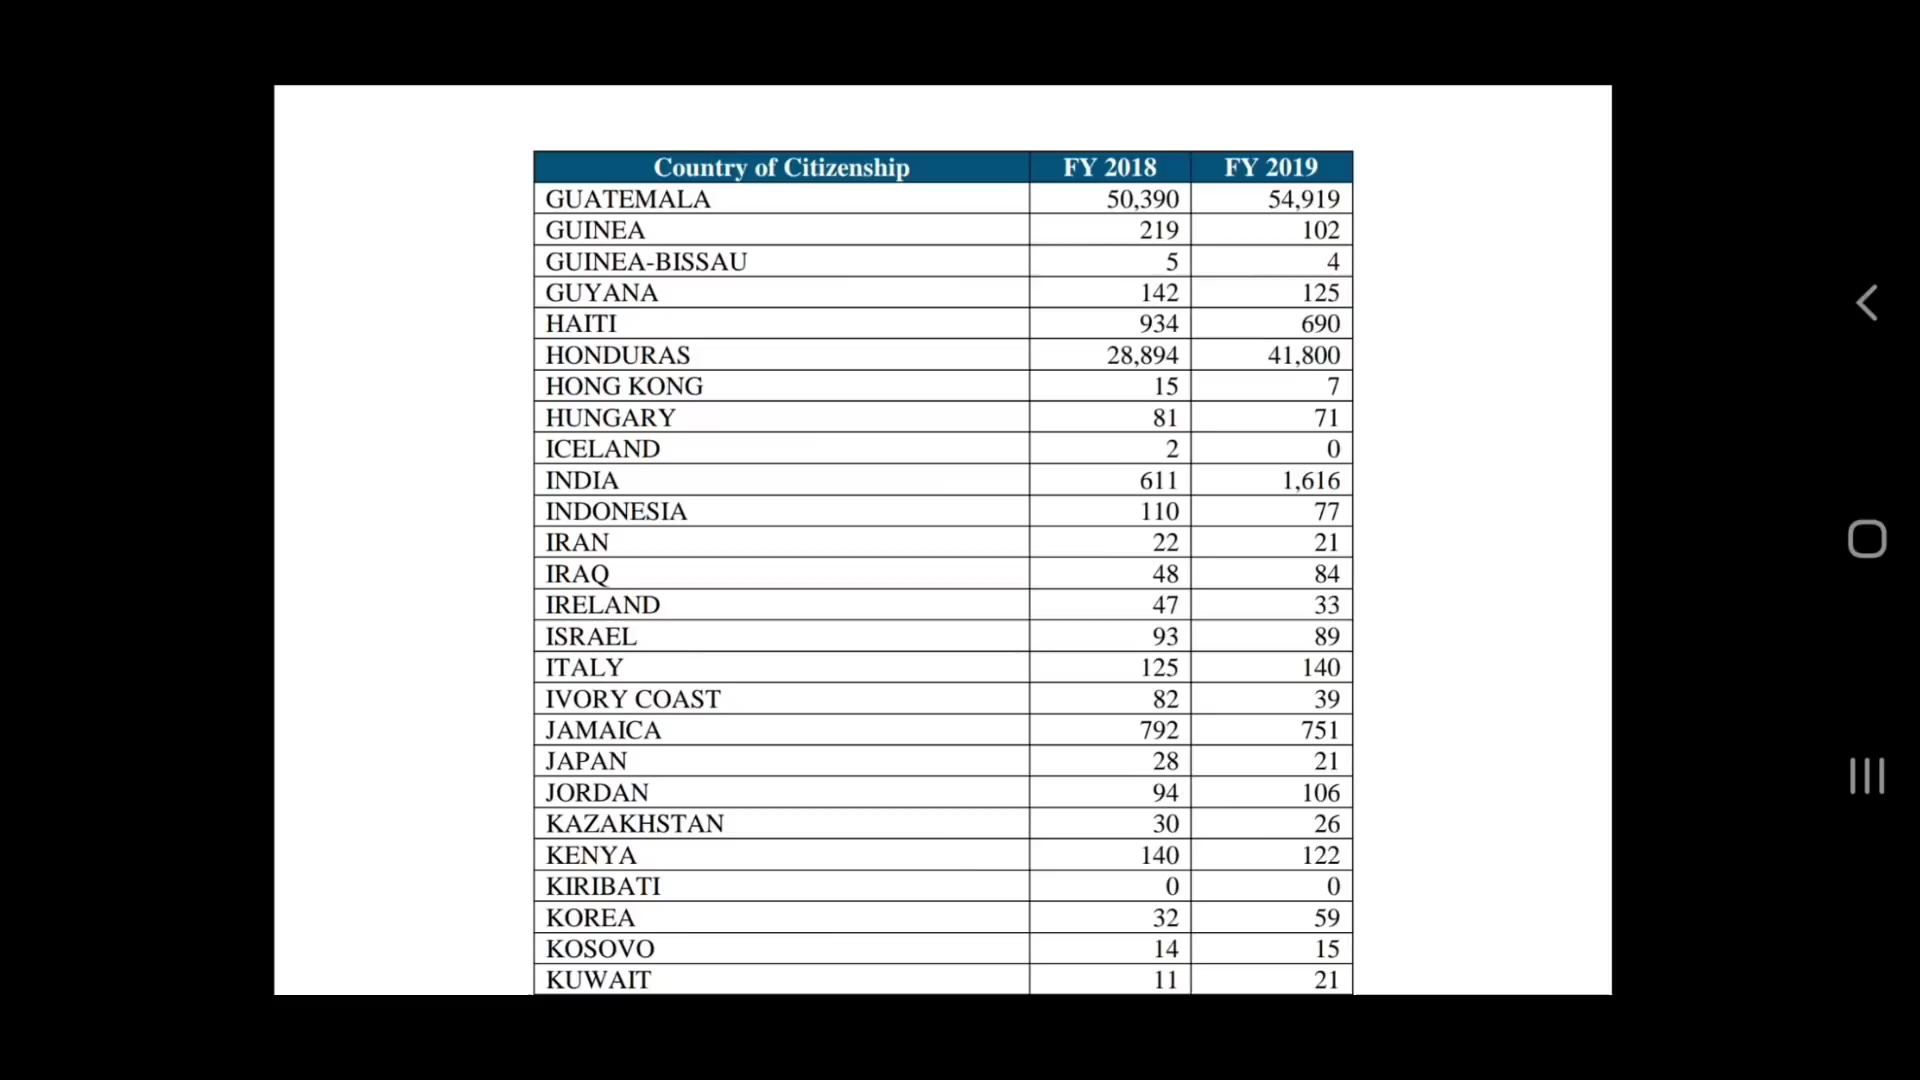 Country of Citizenship FY 2018 FY 2019
GUATEMALA 50,390 54,919
GUINEA 219 102
GUINEA-BISSAU 5 4
GUYANA 142 125
HAITI 934 690
HONDURAS 28,894 41,800
HONG KONG 15 7
HUNGARY 81 71
ICELAND 2 0
INDIA 611 1,616
INDONESIA 110 77
IRAN 22 21
IRAQ 48 84
IRELAND 47 33
ISRAEL 93 89
ITALY 125 140
IVORY COAST 82 39
JAMAICA 792 751
JAPAN 28 21
JORDAN 94 106
KAZAKHSTAN 30 26
KENYA 140 122
KIRIBATI 0 0
KOREA 32 59
KOSOVO 14 15
KUWAIT 11 21